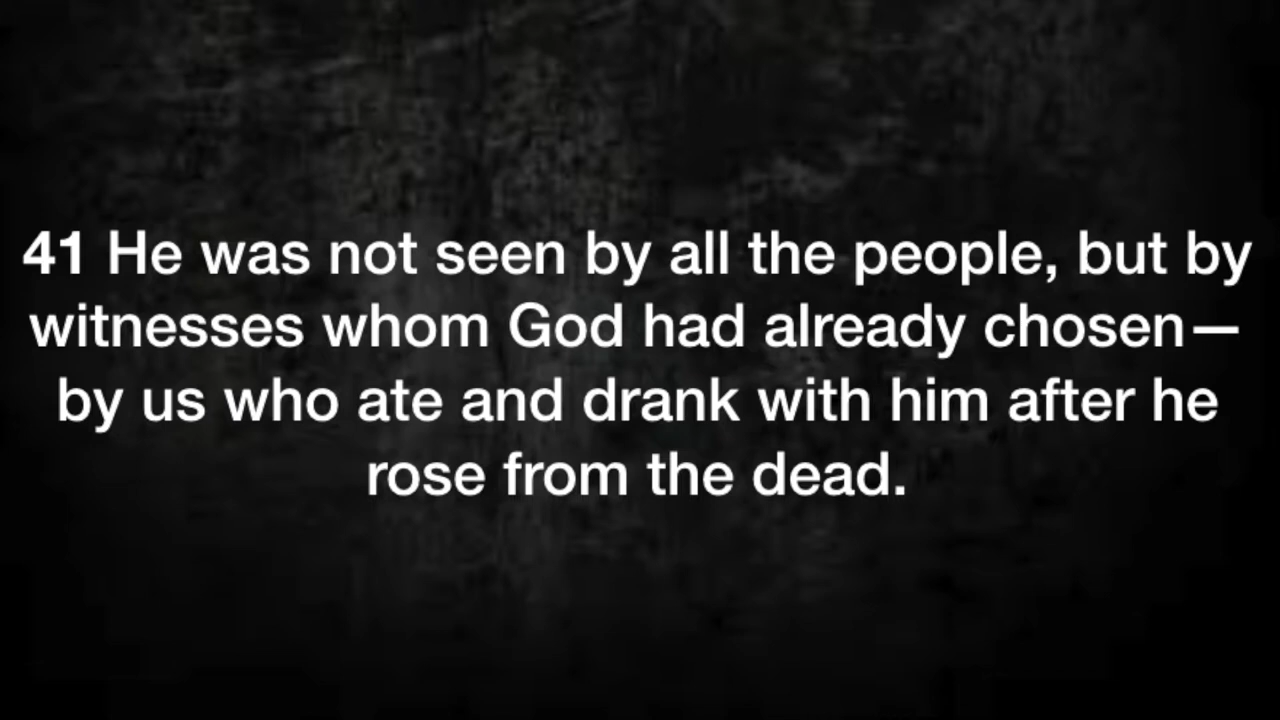 41 He was not seen by all the people, but by
witnesses whom God had already chosen—
by us who ate and drank with him after he
rose from the dead.